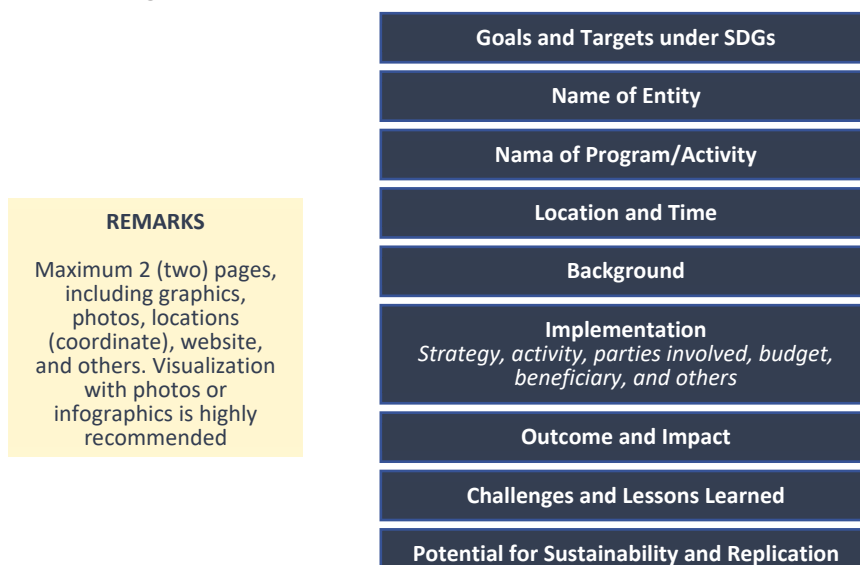 Goals and Targets under SDGs
Name of Entity
Nama of Program/Activity
Location and Time
Background
Implementation
Strategy, activity, parties involved, budget,
beneficiary, and others
Outcome and Impact
Challenges and Lessons Learned
Potential for Sustainability and Replication
REMARKS
Maximum 2 (two) pages,
including graphics,
photos, locations
(coordinate), website,
and others. Visualization
with photos or
infographics is highly
recommended